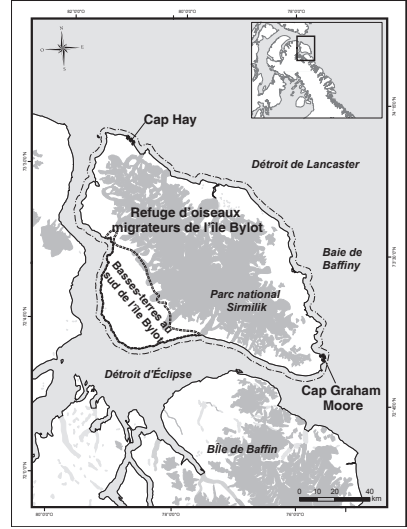 N
O
E
S
Cap Hay
Détroit de Lancaster
Refuge d'oiseaux
migrateurs de l'île Bylot
Baie de
Baffiny
Basses-terres au
sud de l'île Bylot
Parc national
Sirmilik
Détroit d'Éclipse
Cap Graham
Moore
BÎle de Baffin
0 10 20 40
km